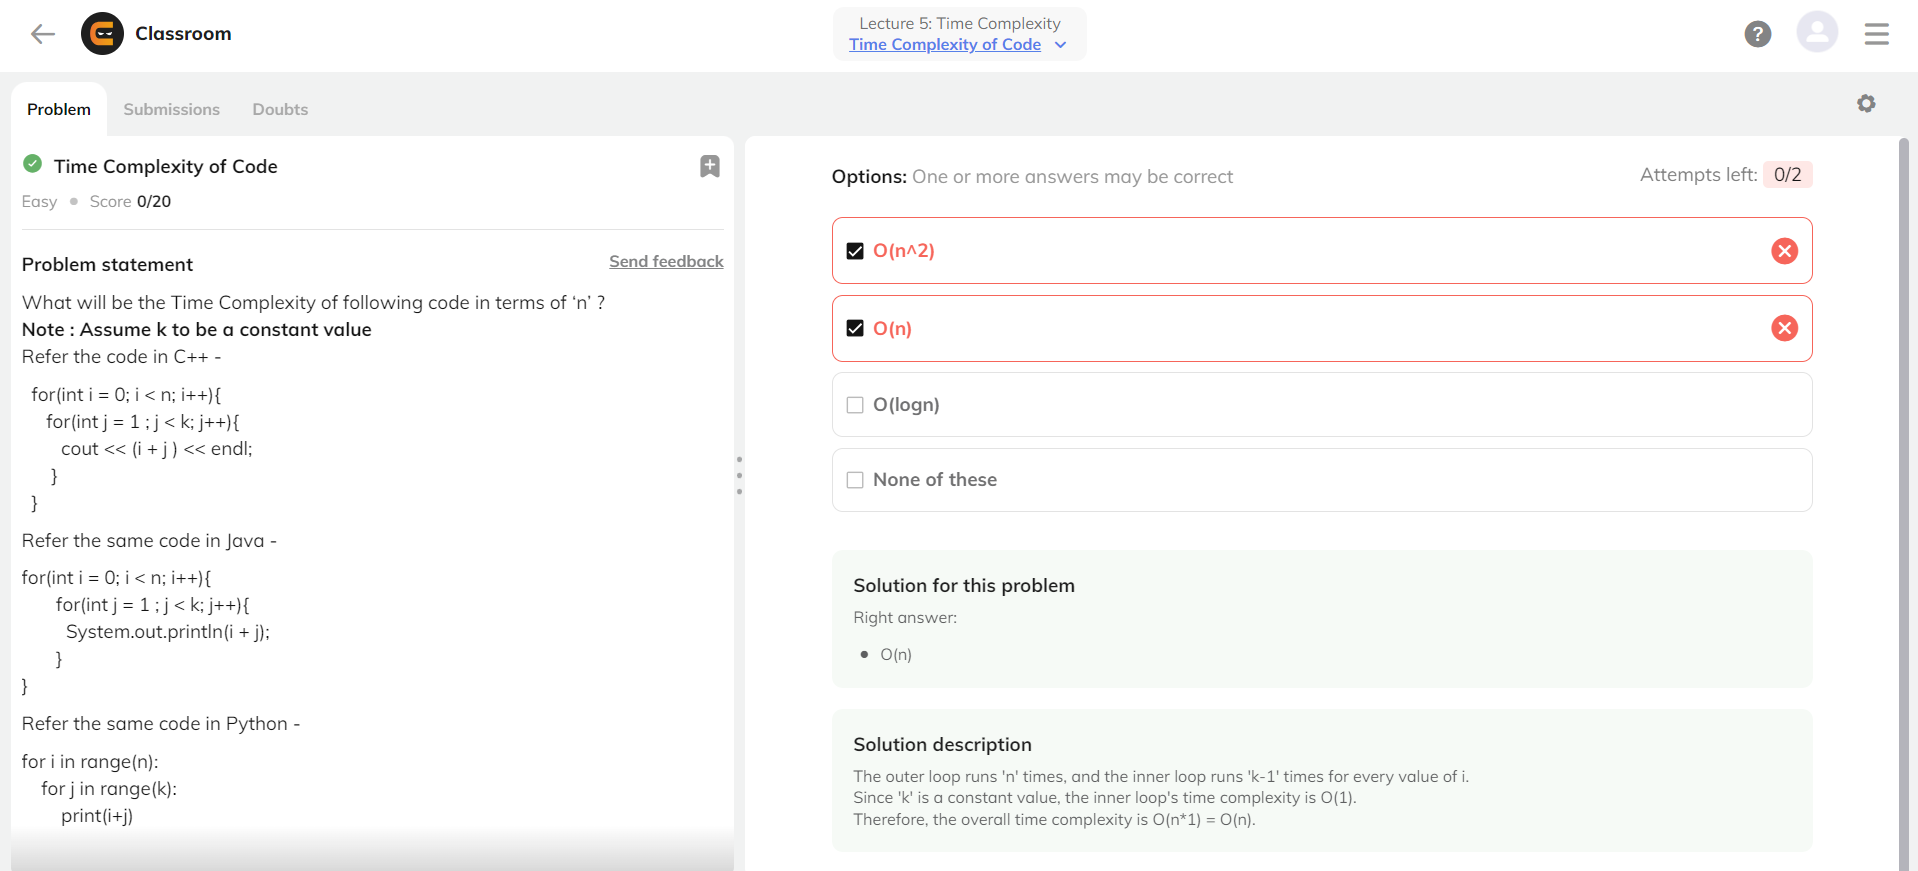 Classroom
Lecture 5: Time Complexity
Time Complexity of Code
?
Problem
Submissions
Doubts
Time Complexity of Code
Easy • Score 0/20
Problem statement
Send feedback
What will be the Time Complexity of following code in terms of ‘n’ ?
Note : Assume k to be a constant value
Refer the code in C++ -
for(int i = 0; i < n; i++){
for(int j = 1 ; j < k; j++){
cout << (i + j ) << endl;
}
}
Refer the same code in Java -
for(int i = 0; i < n; i++){
for(int j = 1 ; j < k; j++){
System.out.println(i + j);
}
}
Refer the same code in Python -
for i in range(n):
for j in range(k):
print(i+j)
Options: One or more answers may be correct
Attempts left: 0/2
O(n^2)
O(n)
O(logn)
None of these
Solution for this problem
Right answer:
• O(n)
Solution description
The outer loop runs 'n' times, and the inner loop runs 'k-1' times for every value of i.
Since 'k' is a constant value, the inner loop's time complexity is O(1).
Therefore, the overall time complexity is O(n*1) = O(n).